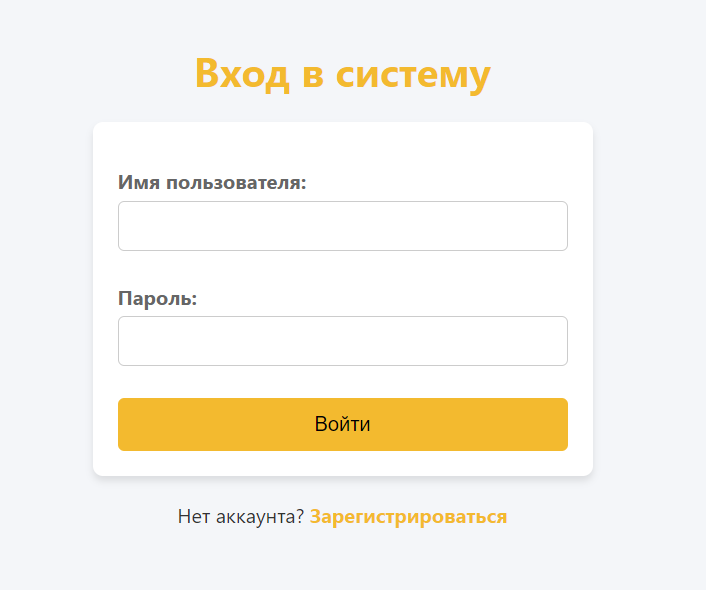 Вход в систему
Имя пользователя:
Пароль:
Войти
Нет аккаунта? Зарегистрироваться